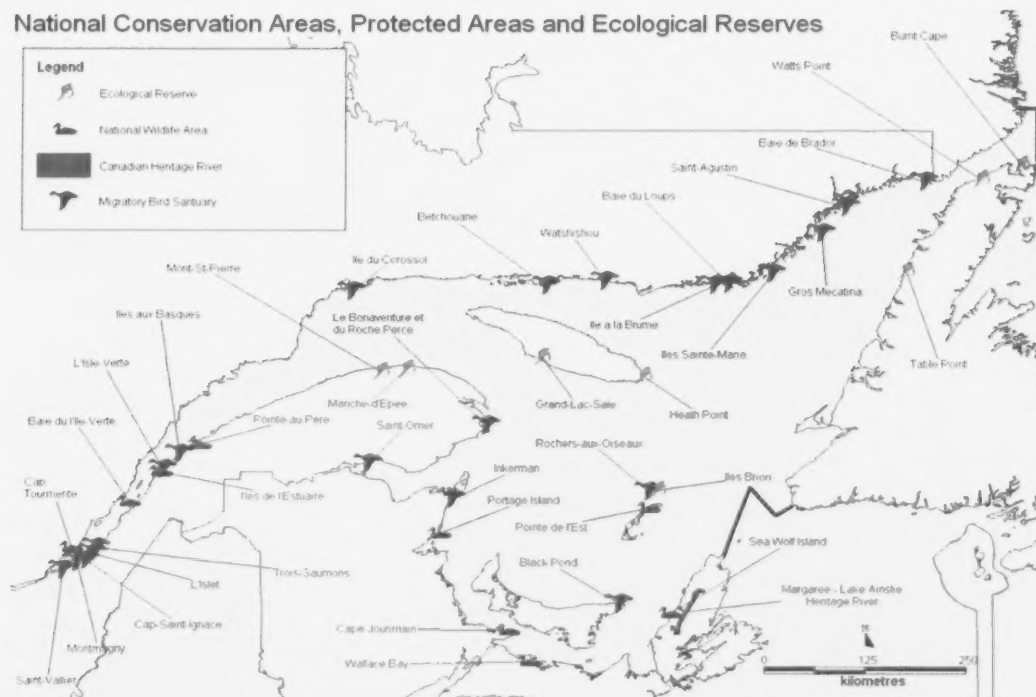 National Conservation Areas, Protected Areas and Ecological Reserves
Legend
Ecological Reserve
National Wildlife Area
Canadian Heritage River
Migratory Bird Santuary
Burnt Cape
Watts Point
Baie de Brador
Saint-Agustin
Baie du Loups
Betchouane
Watshishou
Ile du Corossol
Mont-St-Pierre
Iles aux Basques
Le Bonaventure et
du Roche Perce
L'Isle-Verte
Baie du l'Ile-Verte
Cap
Tourmente
Pointe-au-Pere
Manche-d'Epee
Saint-Omer
Iles de l'Estuaire
Grand-Lac-Sale
Heath Point
Ile a la Brume
Iles Sainte-Marie
Gros Mecatina
Table Point
Rochers-aux-Oiseaux
Iles Brion
Inkerman
Portage Island
Pointe de l'Est
Sea Wolf Island
Black Pond
Margaree - Lake Ainslie
Heritage River
Trois-Saumons
L'Islet
Cap-Saint-Ignace
Montmagny
Saint-Vallier
Cape Jourimain
Wallace Bay
N
0 125 250
kilometres